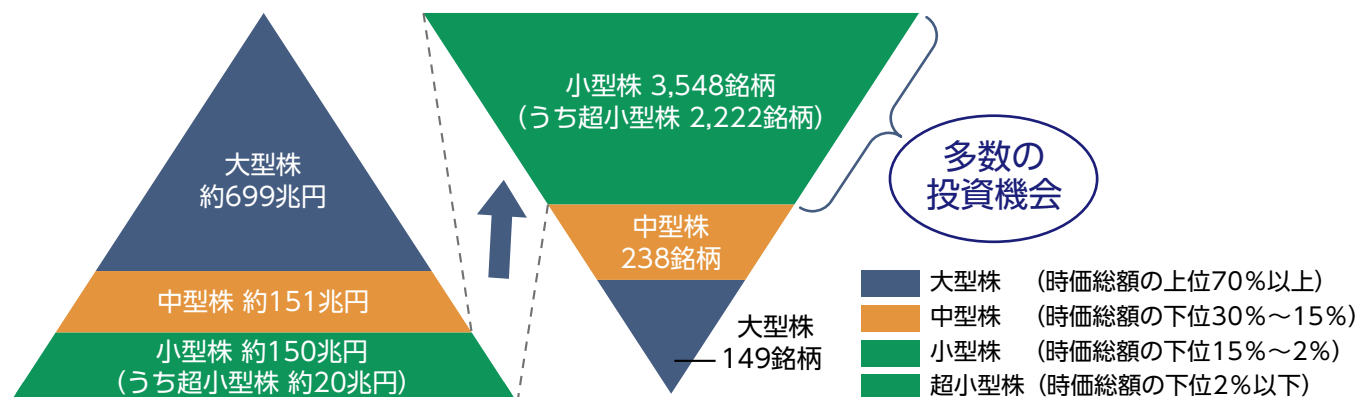 大型株
約699兆円
中型株 約151兆円
小型株 約150兆円
(うち超小型株 約20兆円)
小型株 3,548銘柄
(うち超小型株 2,222銘柄)
中型株
238銘柄
大型株
149銘柄
多数の
投資機会
大型株 (時価総額の上位70%以上)
中型株 (時価総額の下位30%~15%)
小型株 (時価総額の下位15%~2%)
超小型株 (時価総額の下位2%以下)